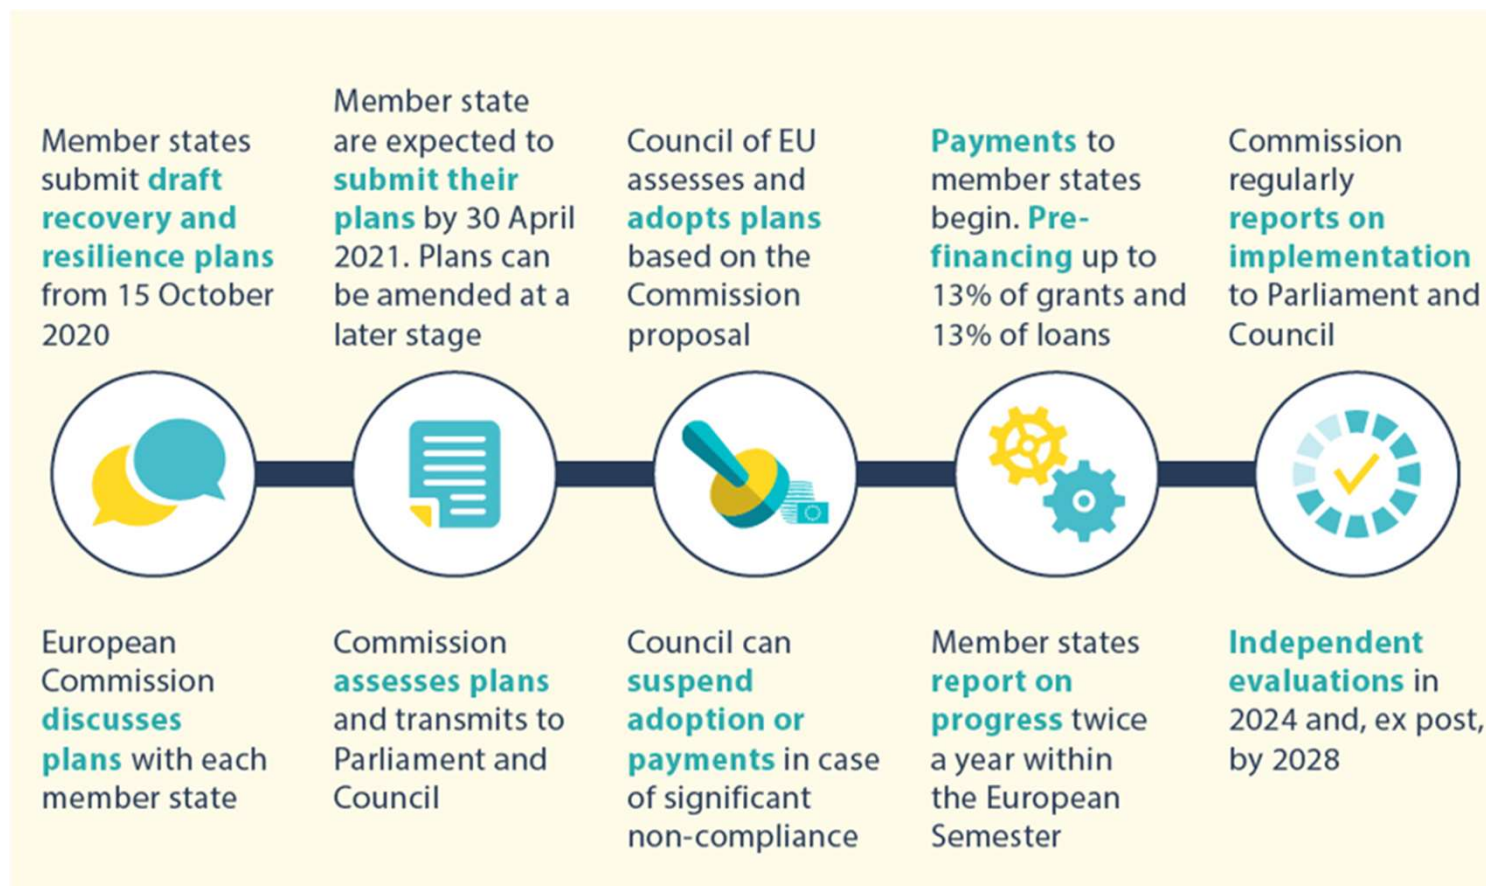 Member states
submit draft
recovery and
resilience plans
from 15 October
2020
Member state
are expected to
submit their
plans by 30 April
2021. Plans can
be amended at a
later stage
Council of EU
assesses and
adopts plans
based on the
Commission
proposal
Payments to
member states
begin. Pre-
financing up to
13% of grants and
13% of loans
Commission
regularly
reports on
implementation
to Parliament and
Council
European
Commission
discusses
plans with each
member state
Commission
assesses plans
and transmits to
Parliament and
Council
Council can
suspend
adoption or
payments in case
of significant
non-compliance
Member states
report on
progress twice
a year within
the European
Semester
Independent
evaluations in
2024 and, ex post,
by 2028